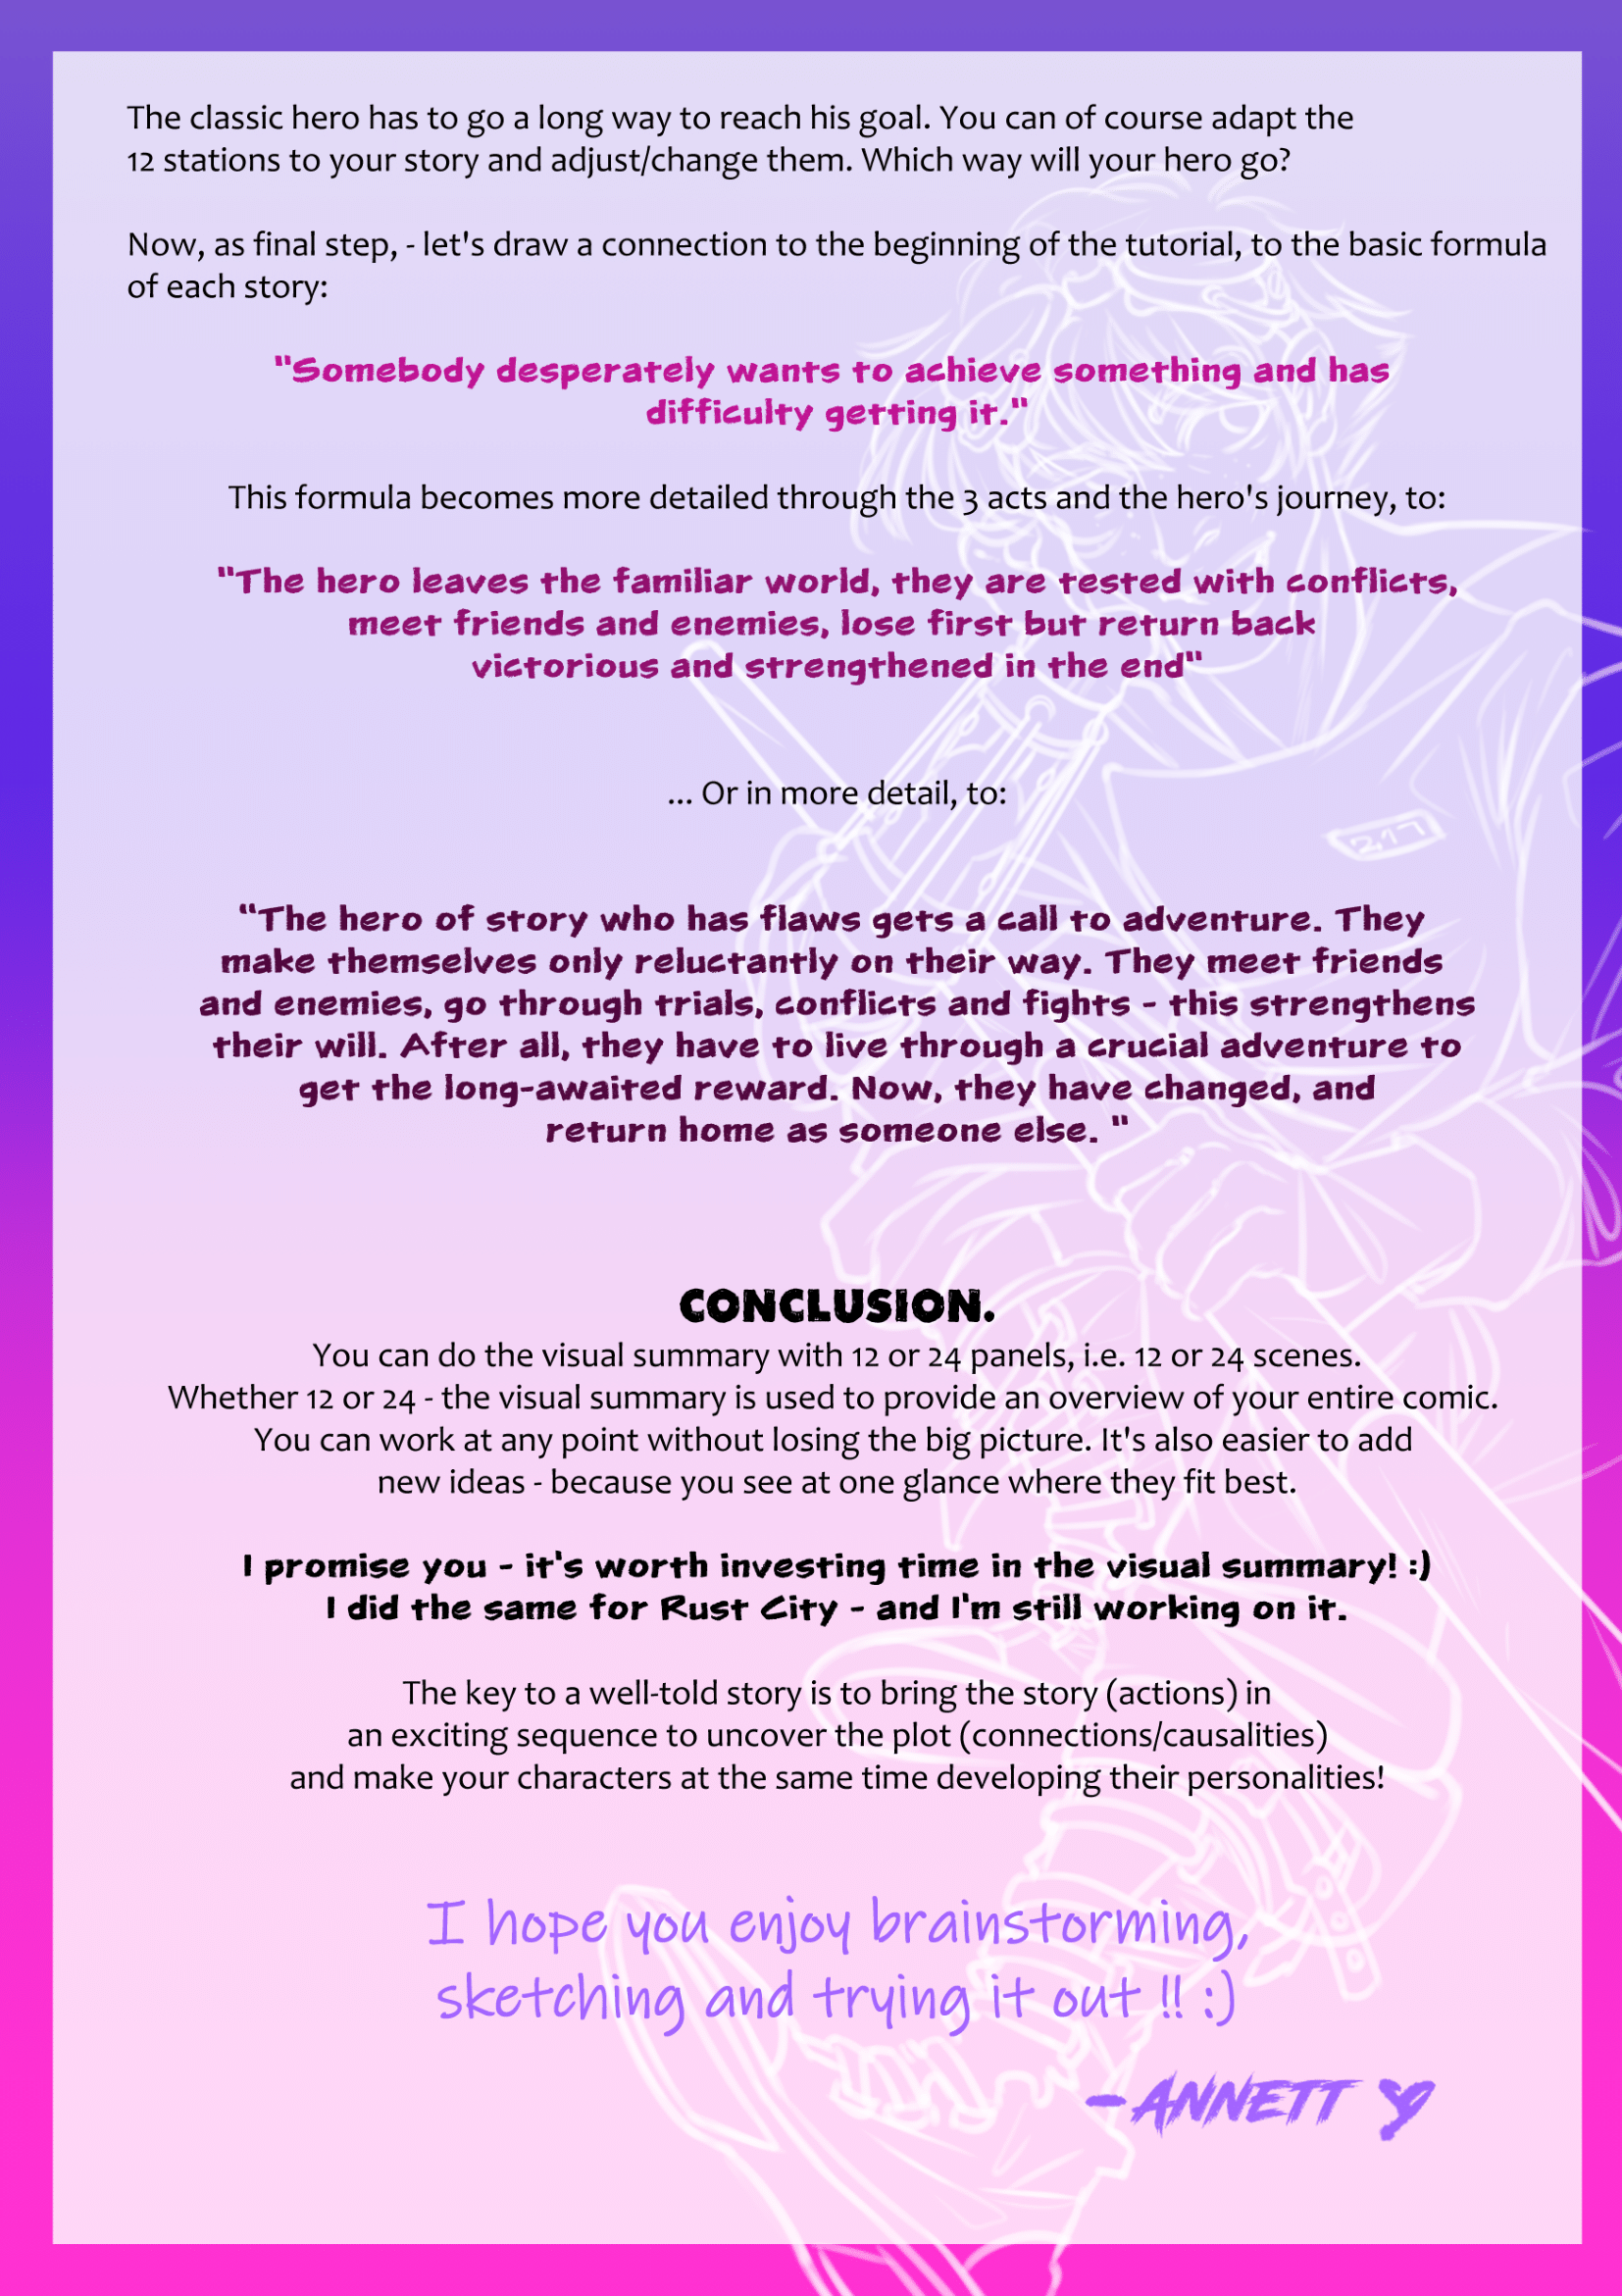 The classic hero has to go a long way to reach his goal. You can of course adapt the
12 stations to your story and adjust/change them. Which way will your hero go?
Now, as final step, - let's draw a connection to the beginning of the tutorial, to the basic formula
of each story:
"Somebody desperately wants to achieve something and has
difficulty getting it."
This formula becomes more detailed through the 3 acts and the hero's journey, to:
"The hero leaves the familiar world, they are tested with conflicts,
meet friends and enemies, lose first but return back
victorious and strengthened in the end"
... Or in more detail, to:
217
"The hero of story who has flaws gets a call to adventure. They
make themselves only reluctantly on their way. They meet friends
and enemies, go through trials, conflicts and fights - this strengthens
their will. After all, they have to live through a crucial adventure to
get the long-awaited reward. Now, they have changed, and
return home as someone else. "
CONCLUSION.
You can do the visual summary with 12 or 24 panels, i.e. 12 or 24 scenes.
Whether 12 or 24 - the visual summary is used to provide an overview of your entire comic.
You can work at any point without losing the big picture. It's also easier to add
new ideas - because you see at one glance where they fit best.
I promise you - it's worth investing time in the visual summary! :)
I did the same for Rust City - and I'm still working on it.
The key to a well-told story is to bring the story (actions) in
an exciting sequence to uncover the plot (connections/causalities)
and make your characters at the same time developing their personalities!
I hope you enjoy brainstorming,
sketching and trying it out !! :)
- ANNETT